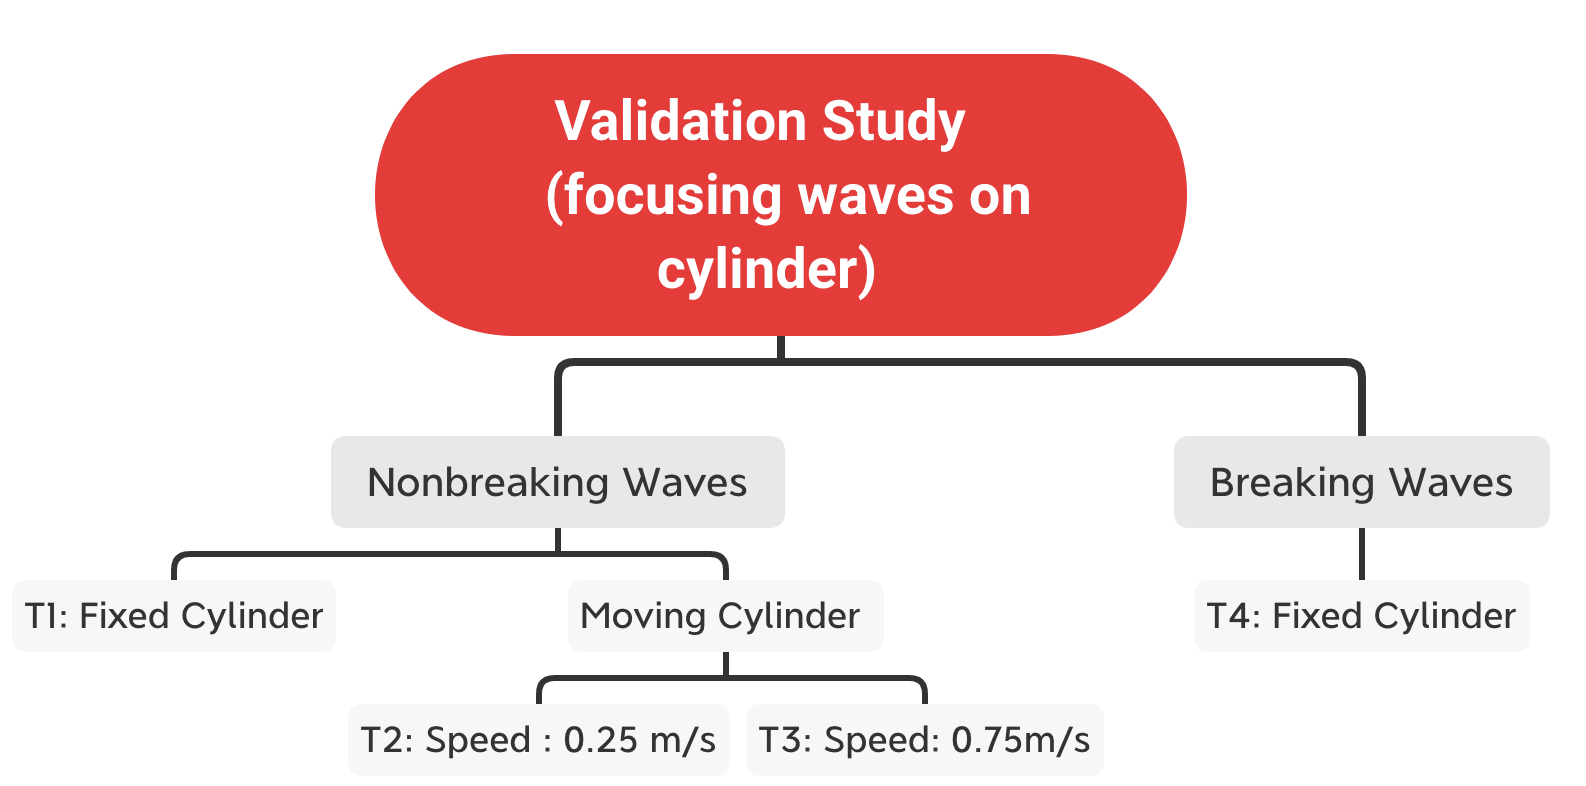 Validation Study
(focusing waves on
cylinder)
Nonbreaking Waves
Breaking Waves
T1: Fixed Cylinder
Moving Cylinder
T4: Fixed Cylinder
T2: Speed : 0.25 m/s
T3: Speed: 0.75m/s